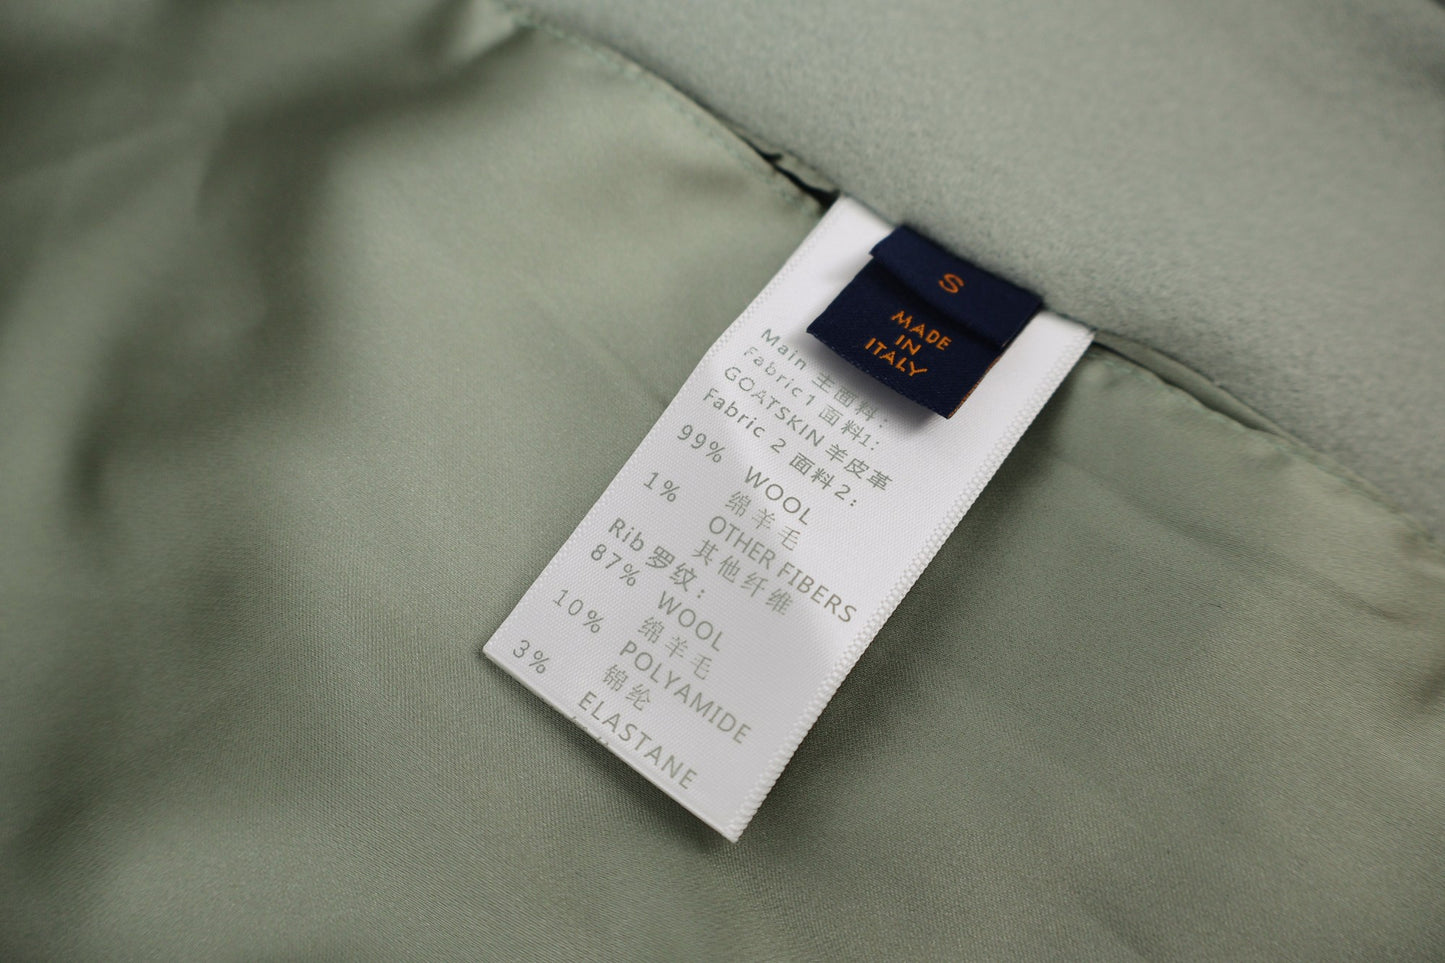 S
MADE
IN
ITALY
Main 主面料:
Fabric 1 面料1:
GOATSKIN 羊皮革
Fabric 2 面料2:
99% WOOL
绵羊毛
1% OTHER FIBERS
其他纤维
Rib 罗纹:
87% WOOL
绵羊毛
10% POLYAMIDE
锦纶
3% ELASTANE